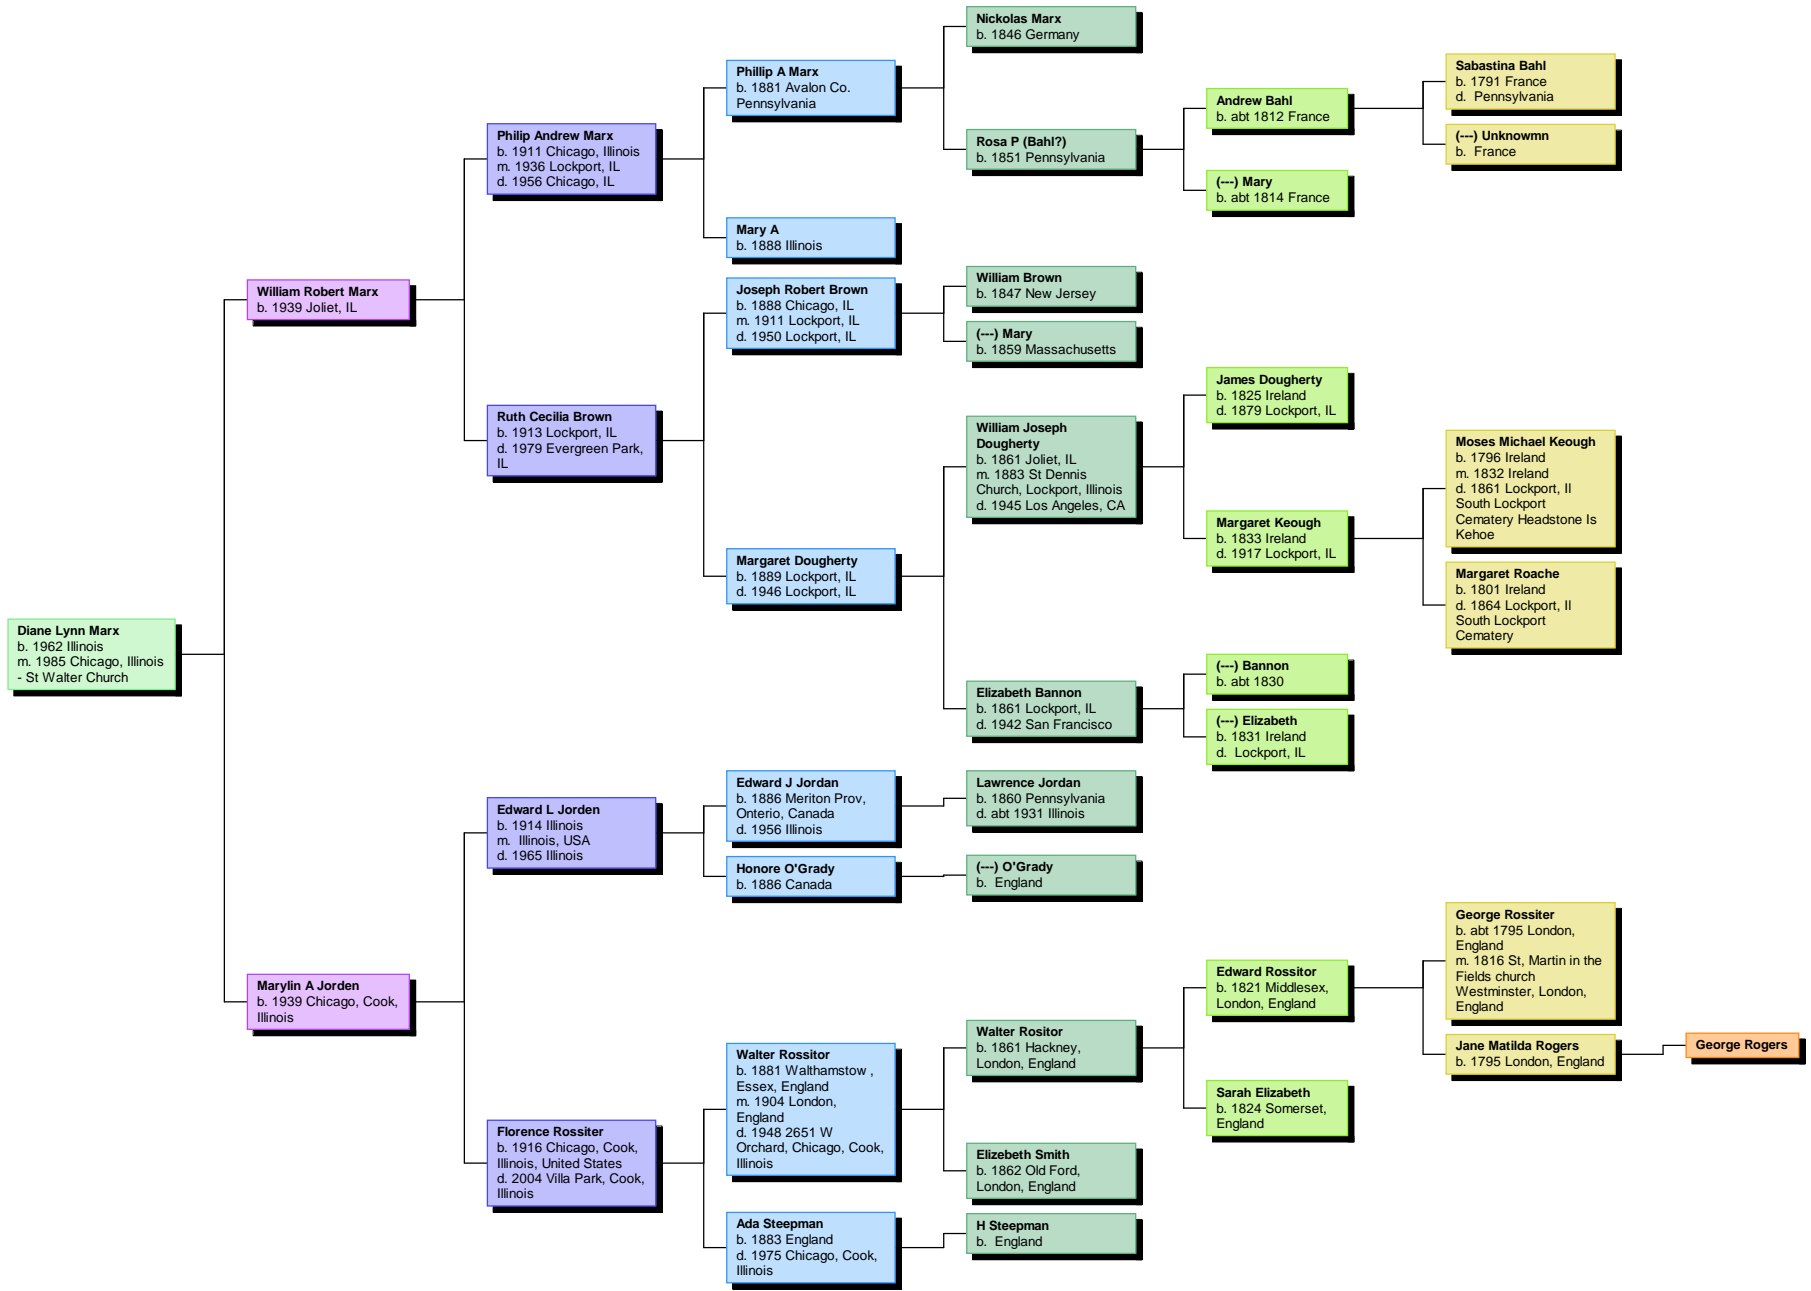 Diane Lynn Marx
b. 1962 Illinois
m. 1985 Chicago, Illinois
- St Walter Church
William Robert Marx
b. 1939 Joliet, IL
Marylin A Jorden
b. 1939 Chicago, Cook,
Illinois
Philip Andrew Marx
b. 1911 Chicago, Illinois
m. 1936 Lockport, IL
d. 1956 Chicago, IL
Ruth Cecilia Brown
b. 1913 Lockport, IL
d. 1979 Evergreen Park,
IL
Edward L Jorden
b. 1914 Illinois
m.  Illinois, USA
d. 1965 Illinois
Florence Rossiter
b. 1916 Chicago, Cook,
Illinois, United States
d. 2004 Villa Park, Cook,
Illinois
Phillip A Marx
b. 1881 Avalon Co.
Pennsylvania
Mary A
b. 1888 Illinois
Joseph Robert Brown
b. 1888 Chicago, IL
m. 1911 Lockport, IL
d. 1950 Lockport, IL
Margaret Dougherty
b. 1889 Lockport, IL
d. 1946 Lockport, IL
Edward J Jordan
b. 1886 Meriton Prov,
Onterio, Canada
d. 1956 Illinois
Honore O'Grady
b. 1886 Canada
Walter Rossitor
b. 1881 Walthamstow ,
Essex, England
m. 1904 London,
England
d. 1948 2651 W
Orchard, Chicago, Cook,
Illinois
Ada Steepman
b. 1883 England
d. 1975 Chicago, Cook,
Illinois
Nickolas Marx
b. 1846 Germany
Rosa P (Bahl?)
b. 1851 Pennsylvania
William Brown
b. 1847 New Jersey
(---) Mary
b. 1859 Massachusetts
William Joseph
Dougherty
b. 1861 Joliet, IL
m. 1883 St Dennis
Church, Lockport, Illinois
d. 1945 Los Angeles, CA
Elizabeth Bannon
b. 1861 Lockport, IL
d. 1942 San Francisco
Lawrence Jordan
b. 1860 Pennsylvania
d. abt 1931 Illinois
(---) O'Grady
b.  England
Walter Rositor
b. 1861 Hackney,
London, England
Elizebeth Smith
b. 1862 Old Ford,
London, England
H Steepman
b.  England
Andrew Bahl
b. abt 1812 France
(---) Mary
b. abt 1814 France
James Dougherty
b. 1825 Ireland
d. 1879 Lockport, IL
Margaret Keough
b. 1833 Ireland
d. 1917 Lockport, IL
(---) Bannon
b. abt 1830
(---) Elizabeth
b. 1831 Ireland
d.  Lockport, IL
Edward Rossitor
b. 1821 Middlesex,
London, England
Sarah Elizabeth
b. 1824 Somerset,
England
Sabastina Bahl
b. 1791 France
d.  Pennsylvania
(---) Unknowmn
b.  France
Moses Michael Keough
b. 1796 Ireland
m. 1832 Ireland
d. 1861 Lockport, Il
South Lockport
Cematery Headstone Is
Kehoe
Margaret Roache
b. 1801 Ireland
d. 1864 Lockport, Il
South Lockport
Cematery
George Rossiter
b. abt 1795 London,
England
m. 1816 St, Martin in the
Fields church
Westminster, London,
England
Jane Matilda Rogers
b. 1795 London, England
George Rogers